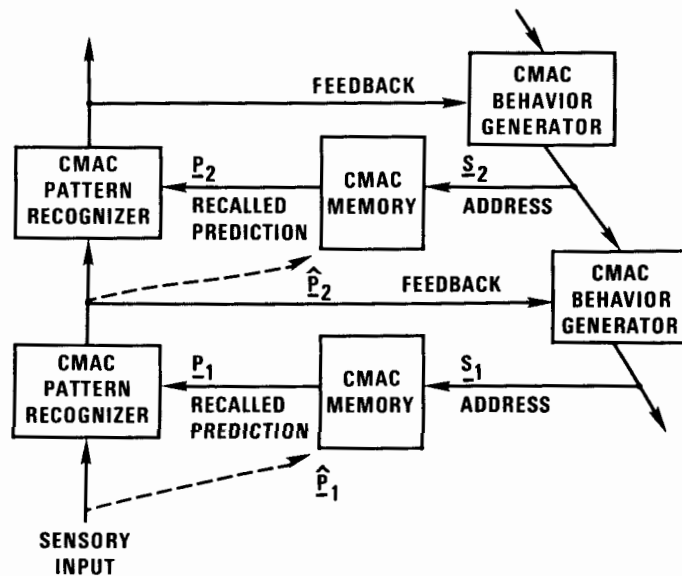 FEEDBACK
CMAC
BEHAVIOR
GENERATOR
CMAC
PATTERN
RECOGNIZER
P2
RECALLED
PREDICTION
CMAC
MEMORY
S2
ADDRESS
P̂2
FEEDBACK
CMAC
BEHAVIOR
GENERATOR
CMAC
PATTERN
RECOGNIZER
P1
RECALLED
PREDICTION
CMAC
MEMORY
S1
ADDRESS
P̂1
SENSORY
INPUT